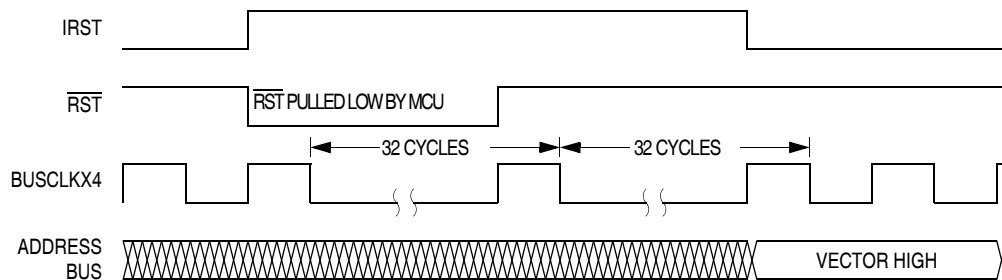 IRST
RST
RST PULLED LOW BY MCU
32 CYCLES
32 CYCLES
BUSCLKX4
ADDRESS
BUS
VECTOR HIGH